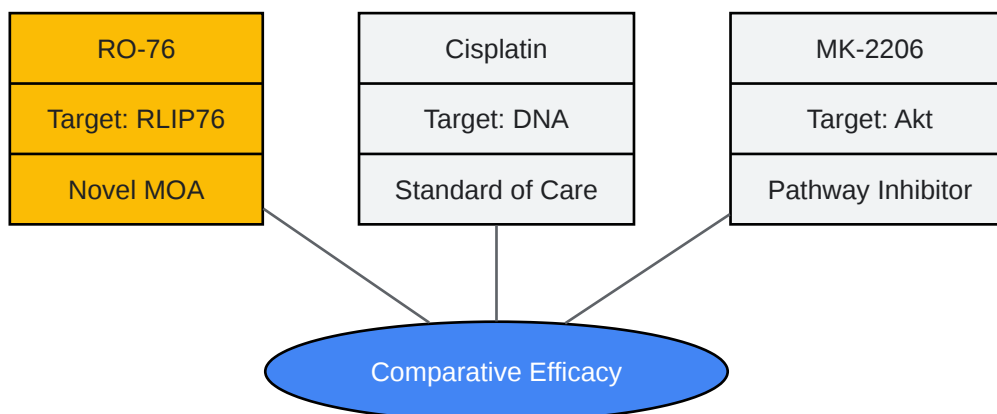 RO-76
Target: RLIP76
Novel MOA
Cisplatin
Target: DNA
Standard of Care
MK-2206
Target: Akt
Pathway Inhibitor
Comparative Efficacy